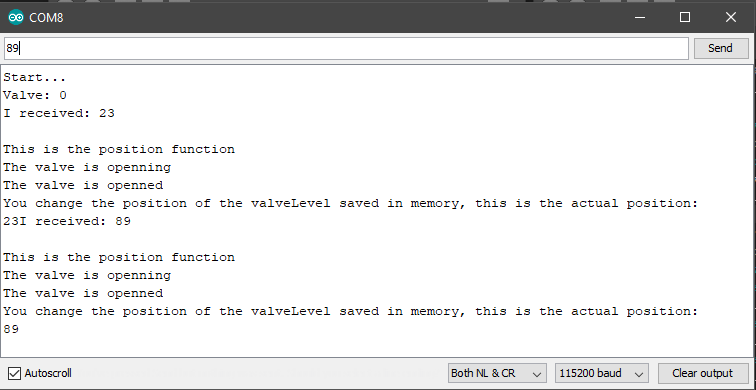 COM8
89
Send
Start...
Valve: 0
I received: 23
This is the position function
The valve is openning
The valve is openned
You change the position of the valveLevel saved in memory, this is the actual position:
23I received: 89
This is the position function
The valve is openning
The valve is openned
You change the position of the valveLevel saved in memory, this is the actual position:
89
Autoscroll
Both NL & CR
115200 baud
Clear output